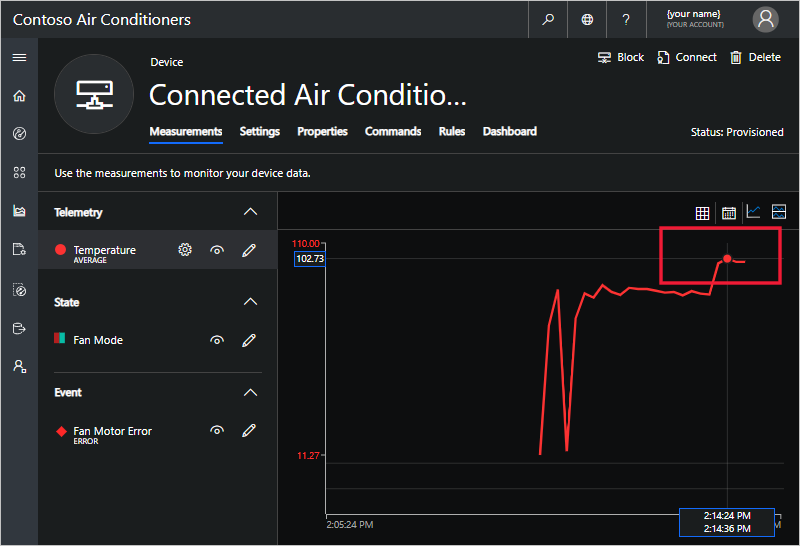 Contoso Air Conditioners
?
{your name}
{YOUR ACCOUNT}
Device
Block
Connect
Delete
Connected Air Conditio...
Measurements
Settings
Properties
Commands
Rules
Dashboard
Status: Provisioned
Use the measurements to monitor your device data.
Telemetry
Temperature
AVERAGE
State
Fan Mode
Event
Fan Motor Error
ERROR
110.00
102.73
11.27
2:05:24 PM
2:14:24 PM
2:14:36 PM